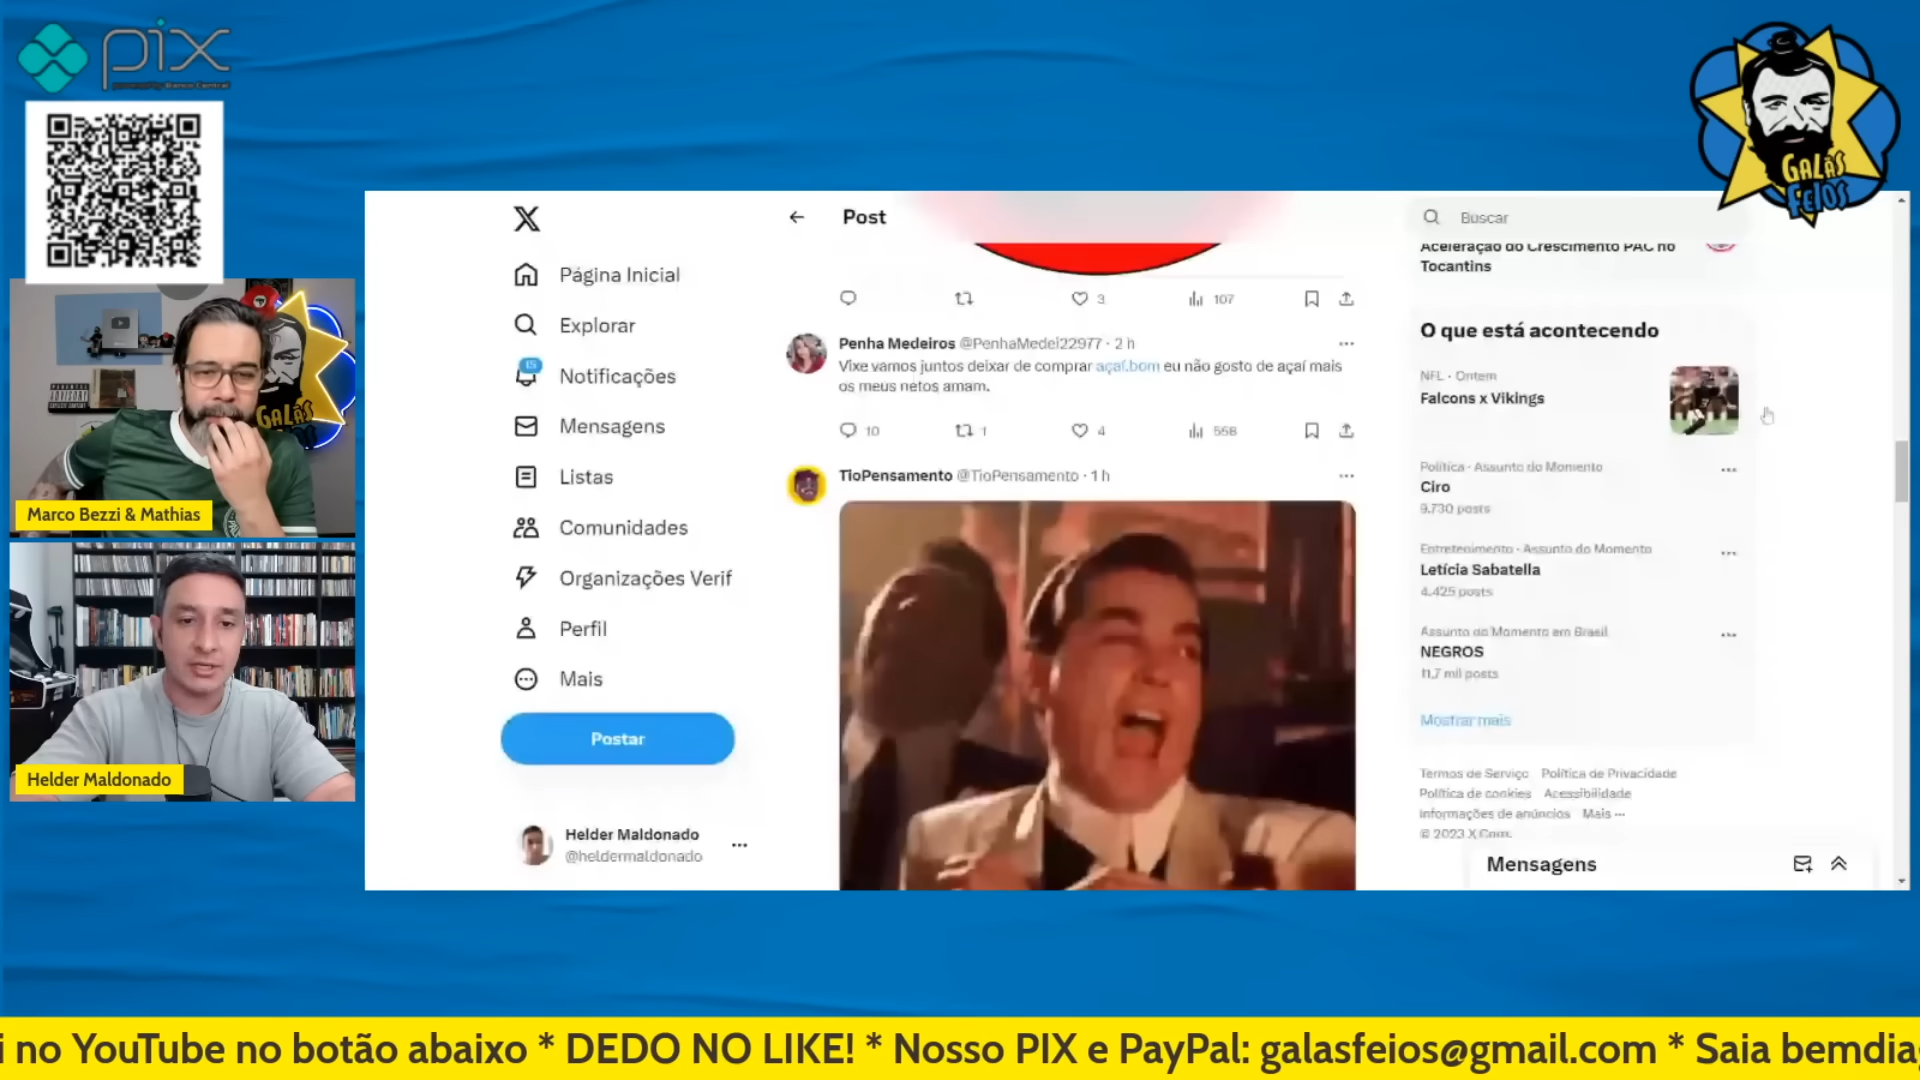 pix
powered by Banco Central
GALÃS
FEIOS
Marco Bezzi & Mathias
GALÃS
Helder Maldonado
X
Página Inicial
Explorar
15
Notificações
Mensagens
Listas
Comunidades
Organizações Verif
Perfil
Mais
Postar
Helder Maldonado
@heldermaldonado
Post
3
107
Penha Medeiros @PenhaMedei22977 · 2 h
Vixe vamos juntos deixar de comprar açaí.bom eu não gosto de açaí mais
os meus netos amam.
10
1
4
558
TioPensamento @TioPensamento · 1 h
Buscar
Aceleração do Crescimento PAC no
Tocantins
O que está acontecendo
NFL · Ontem
Falcons x Vikings
Política · Assunto do Momento
Ciro
9.730 posts
Entretenimento · Assunto do Momento
Letícia Sabatella
4.425 posts
Assunto do Momento em Brasil
NEGROS
11,7 mil posts
Mostrar mais
Termos de Serviço Política de Privacidade
Política de cookies Acessibilidade
Informações de anúncios Mais ···
© 2023 X Corp.
Mensagens
i no YouTube no botão abaixo * DEDO NO LIKE! * Nosso PIX e PayPal: galasfeios@gmail.com * Saia bemdia